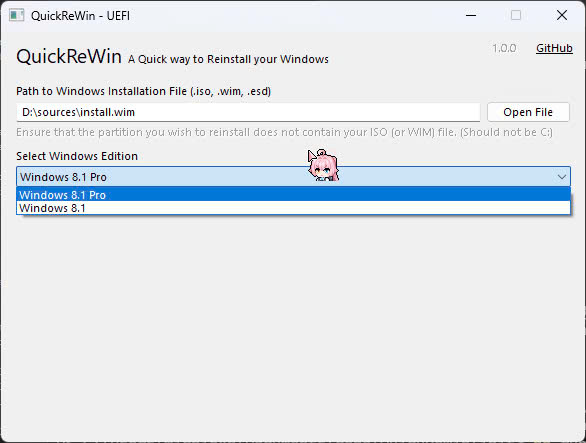 QuickReWin - UEFI
1.0.0 GitHub
QuickReWin A Quick way to Reinstall your Windows
Path to Windows Installation File (.iso, .wim, .esd)
D:\sources\install.wim Open File
Ensure that the partition you wish to reinstall does not contain your ISO (or WIM) file. (Should not be C:)
Select Windows Edition
Windows 8.1 Pro
Windows 8.1 Pro
Windows 8.1